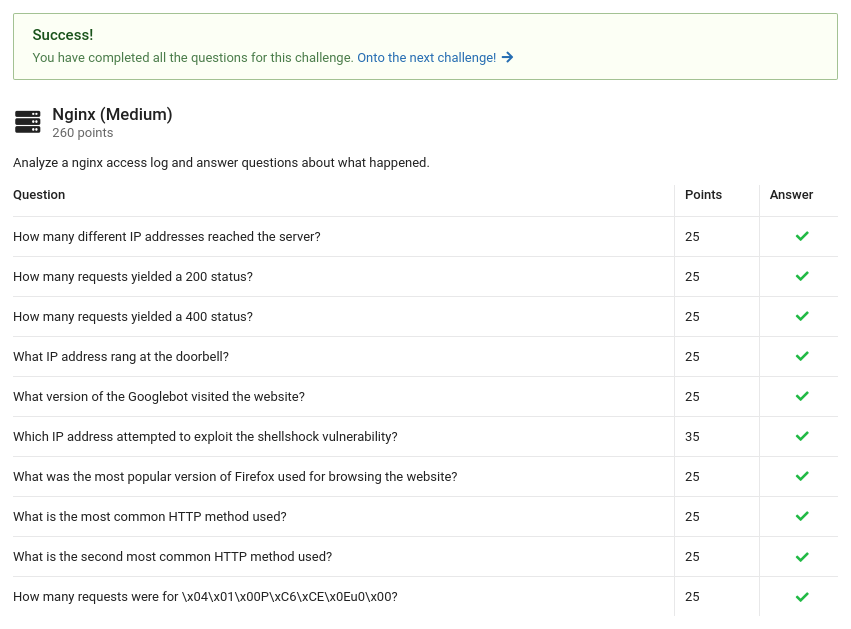 Success!
You have completed all the questions for this challenge. Onto the next challenge! →
Nginx (Medium)
260 points
Analyze a nginx access log and answer questions about what happened.
Question Points Answer
How many different IP addresses reached the server? 25
How many requests yielded a 200 status? 25
How many requests yielded a 400 status? 25
What IP address rang at the doorbell? 25
What version of the Googlebot visited the website? 25
Which IP address attempted to exploit the shellshock vulnerability? 35
What was the most popular version of Firefox used for browsing the website? 25
What is the most common HTTP method used? 25
What is the second most common HTTP method used? 25
How many requests were for \x04\x01\x00P\xC6\xCE\x0Eu0\x00? 25